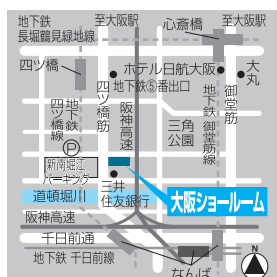 地下鉄
長堀鶴見緑地線
至大阪駅
心斎橋
至大阪駅
四ツ橋
ホテル日航大阪
大丸
地下鉄⑤番出口
四ツ橋筋
阪神高速
御堂筋
地下鉄 御堂筋線
地下鉄
四ツ橋線
三角
公園
P
新南堀江
パーキング
三井
住友銀行
道頓堀川
大阪ショールーム
阪神高速
千日前通
地下鉄 千日前線
なんば
N